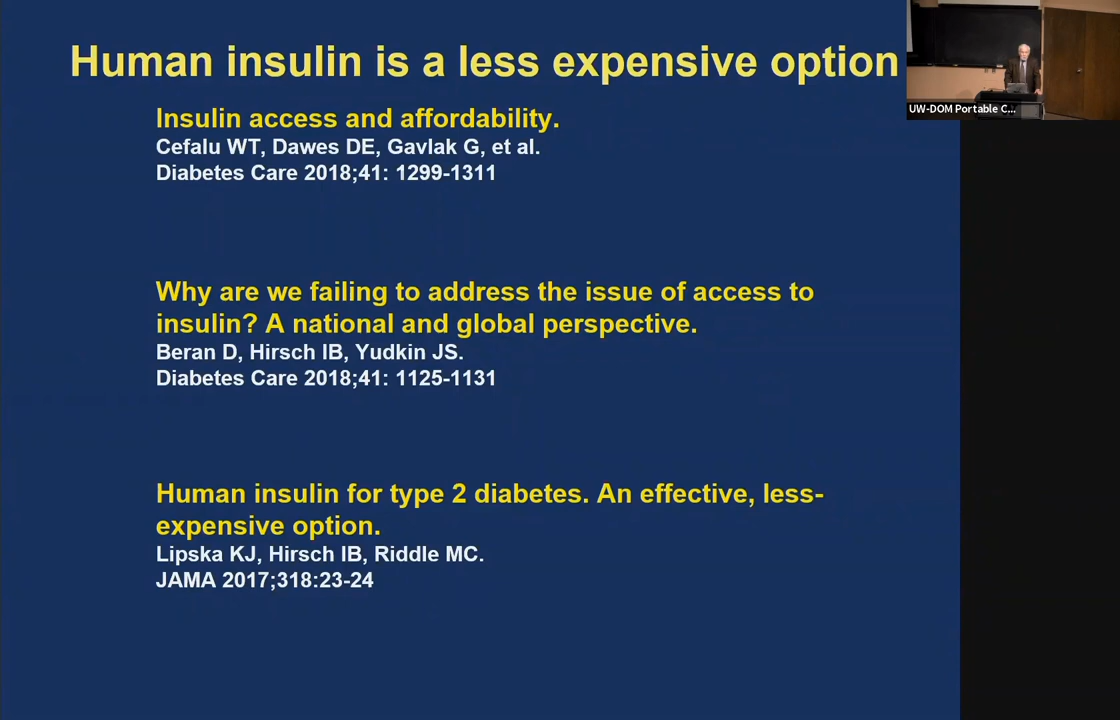 Human insulin is a less expensive option
UW-DOM Portable C...
Insulin access and affordability.
Cefalu WT, Dawes DE, Gavlak G, et al.
Diabetes Care 2018;41: 1299-1311
Why are we failing to address the issue of access to
insulin? A national and global perspective.
Beran D, Hirsch IB, Yudkin JS.
Diabetes Care 2018;41: 1125-1131
Human insulin for type 2 diabetes. An effective, less-
expensive option.
Lipska KJ, Hirsch IB, Riddle MC.
JAMA 2017;318:23-24